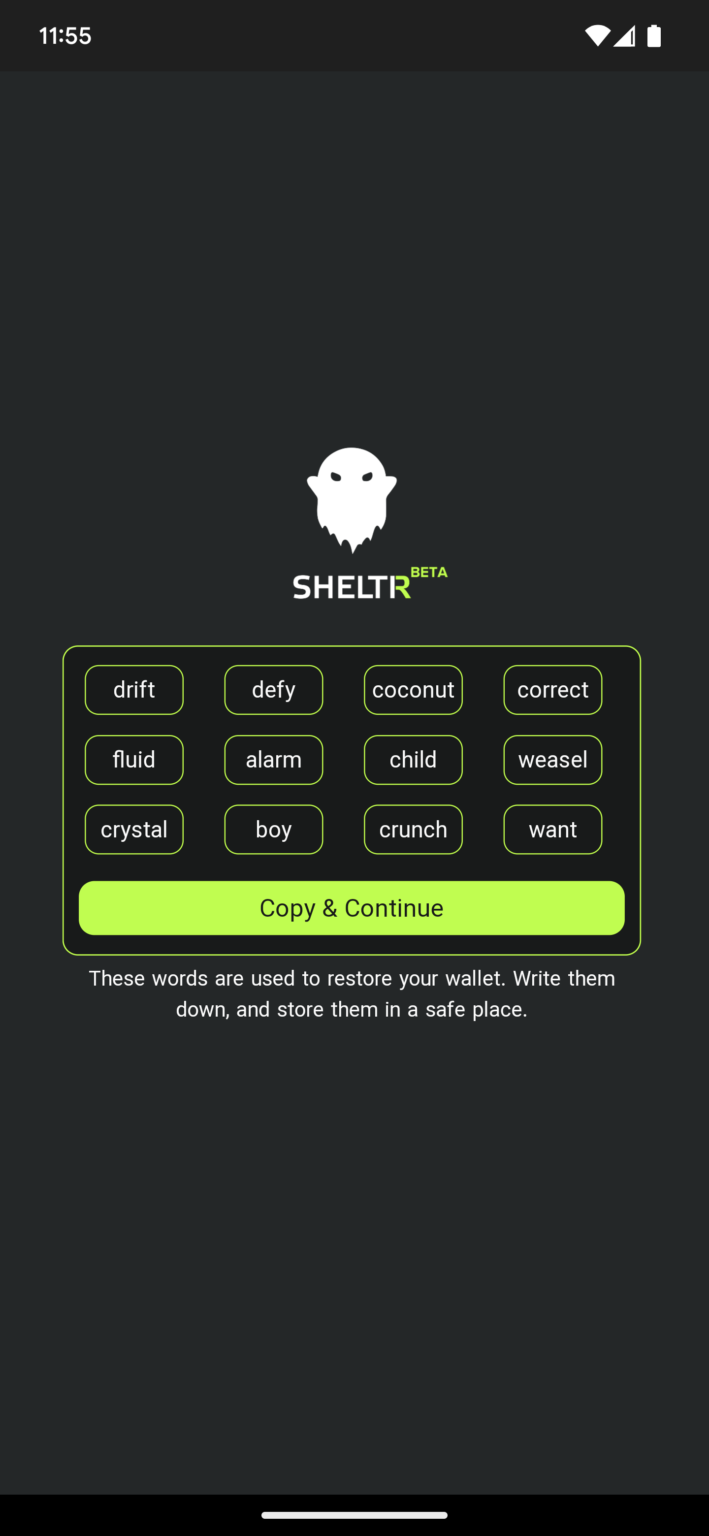 11:55
SHELTR BETA
drift defy coconut correct
fluid alarm child weasel
crystal boy crunch want
Copy & Continue
These words are used to restore your wallet. Write them
down, and store them in a safe place.